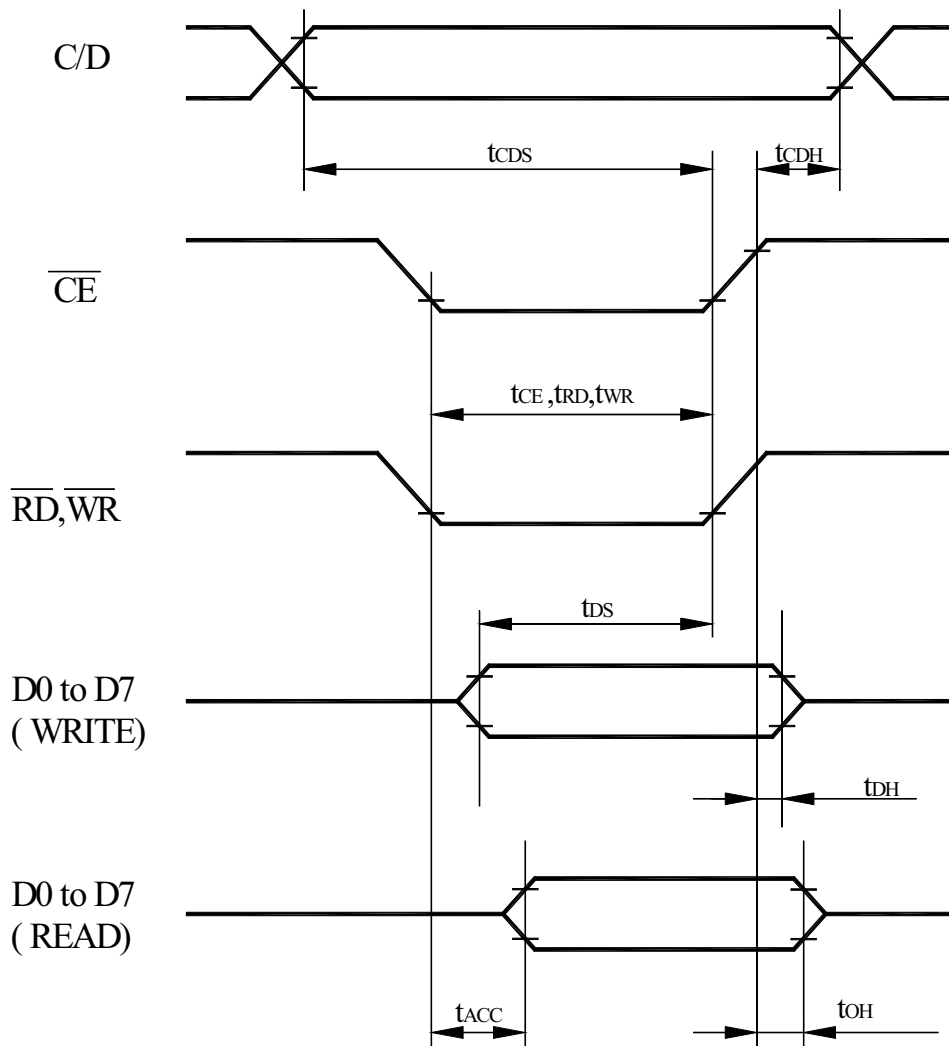 C/D
tCDS
tCDH
CE
tCE ,tRD,tWR
RD,WR
tDS
D0 to D7
( WRITE)
tDH
D0 to D7
( READ)
tACC
tOH